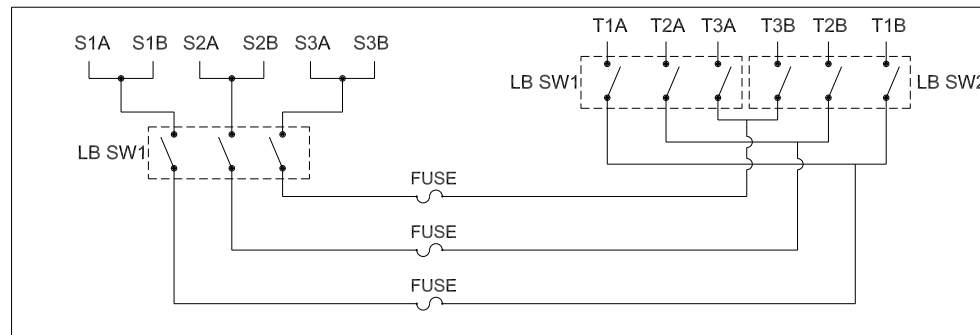 S1A S1B S2A S2B S3A S3B
T1A T2A T3A T3B T2B T1B
LB SW1
LB SW2
LB SW1
FUSE
FUSE
FUSE